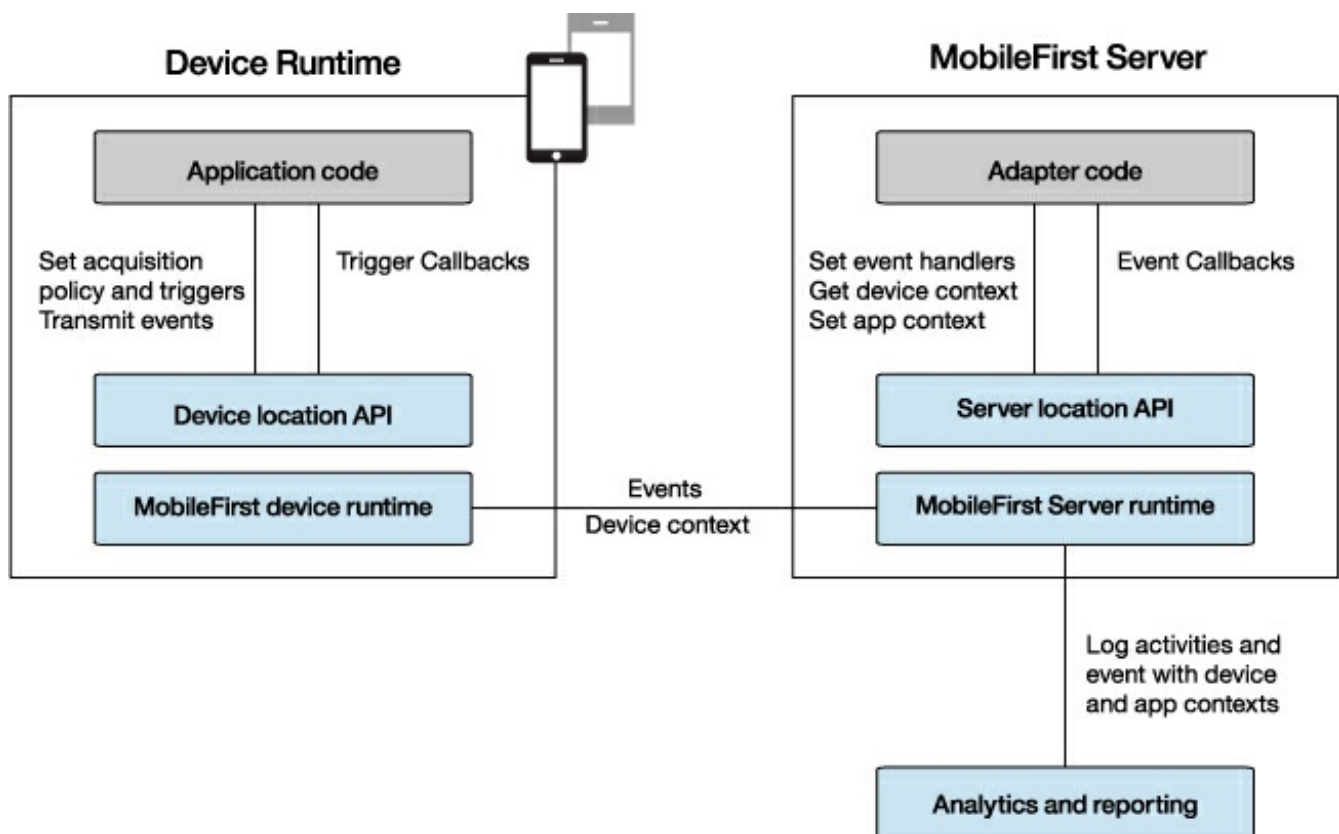 Device Runtime
MobileFirst Server
Application code
Set acquisition
policy and triggers
Transmit events
Trigger Callbacks
Device location API
MobileFirst device runtime
Events
Device context
Adapter code
Set event handlers
Get device context
Set app context
Event Callbacks
Server location API
MobileFirst Server runtime
Log activities and
event with device
and app contexts
Analytics and reporting